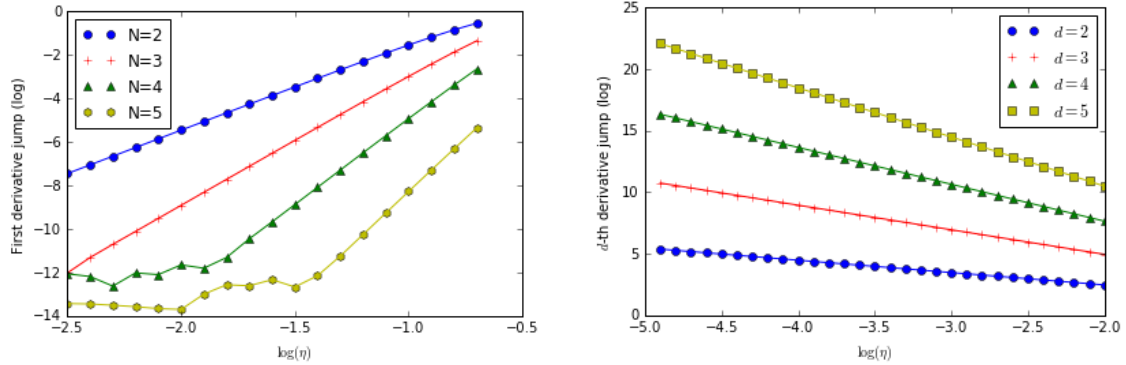 0
−2
−4
−6
−8
−10
−12
−14
First derivative jump (log)
N=2
N=3
N=4
N=5
−2.5
−2.0
−1.5
−1.0
−0.5
log(η)
25
20
15
10
5
0
d-th derivative jump (log)
d = 2
d = 3
d = 4
d = 5
−5.0
−4.5
−4.0
−3.5
−3.0
−2.5
−2.0
log(η)